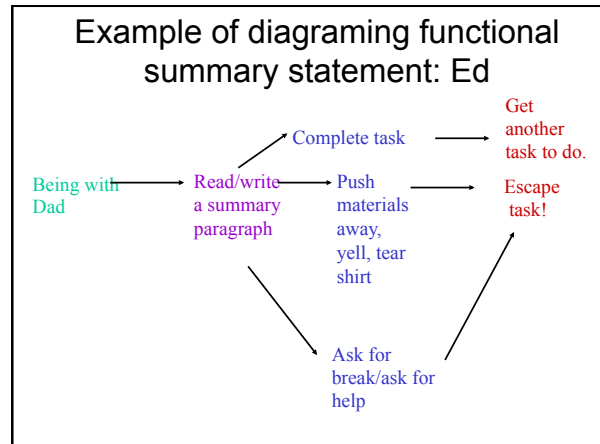 Example of diagraming functional
summary statement: Ed
Being with
Dad
Read/write
a summary
paragraph
Complete task
Push
materials
away,
yell, tear
shirt
Ask for
break/ask for
help
Get
another
task to do.
Escape
task!